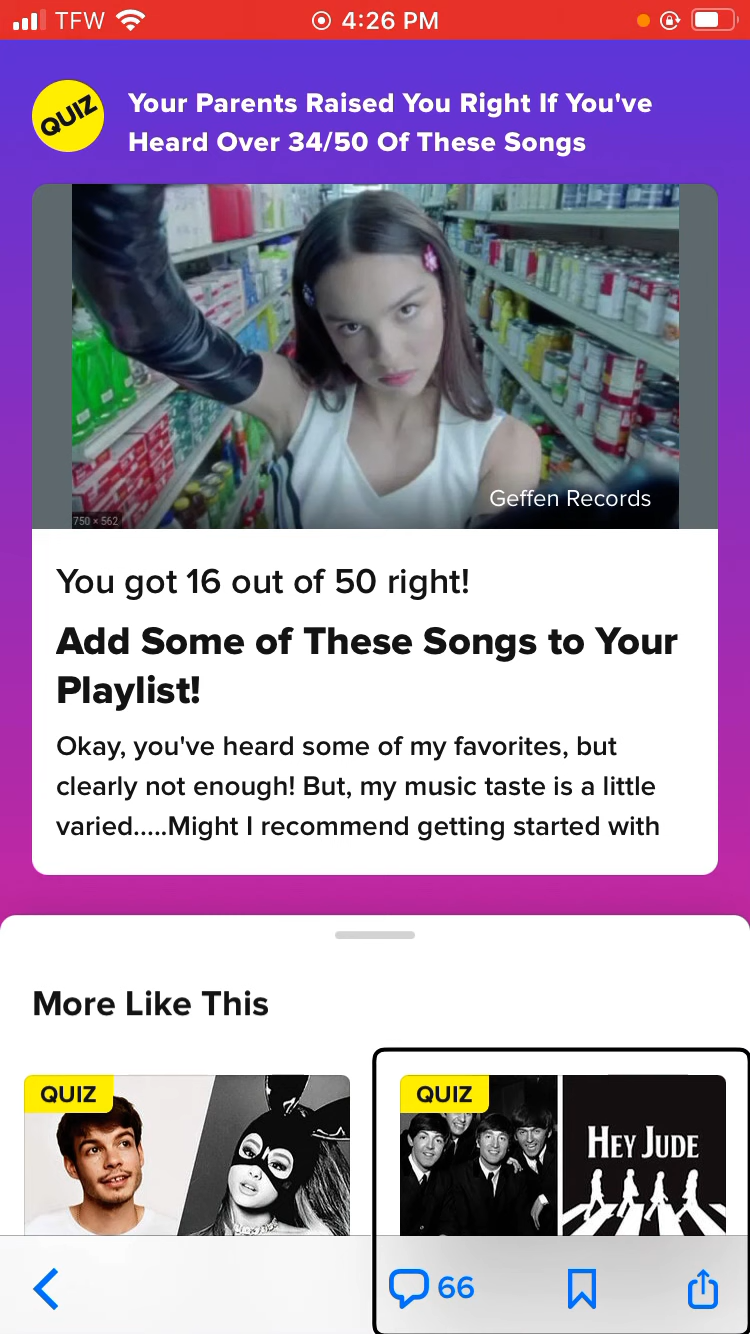 TFW 4:26 PM
QUIZ
Your Parents Raised You Right If You've
Heard Over 34/50 Of These Songs
Geffen Records
750 × 562
You got 16 out of 50 right!
Add Some of These Songs to Your
Playlist!
Okay, you've heard some of my favorites, but
clearly not enough! But, my music taste is a little
varied.....Might I recommend getting started with
More Like This
QUIZ
QUIZ
HEY JUDE
66